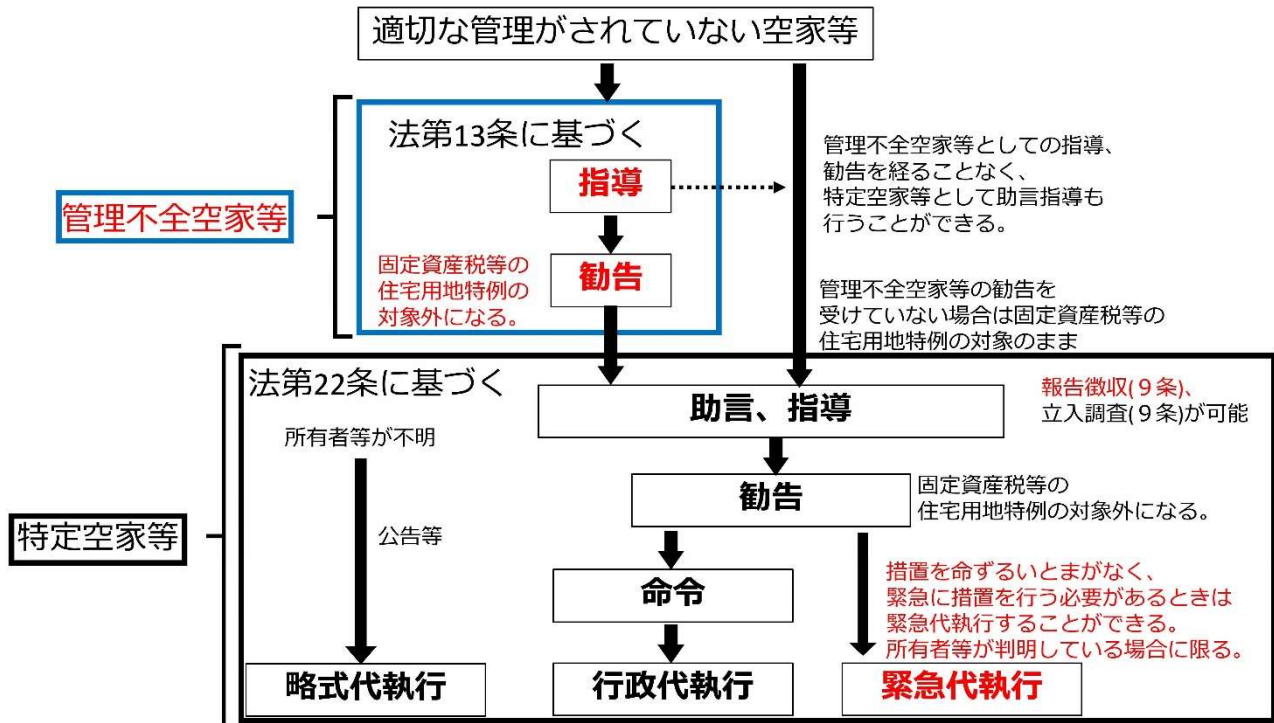 適切な管理がされていない空家等
法第13条に基づく
指導
管理不全空家等としての指導、
勧告を経ることなく、
特定空家等として助言指導も
行うことができる。
管理不全空家等
固定資産税等の
住宅用地特例の
対象外になる。
勧告
管理不全空家等の勧告を
受けていない場合は固定資産税等の
住宅用地特例の対象のまま
法第22条に基づく
助言、指導
報告徴収(９条)、
立入調査(９条)が可能
所有者等が不明
勧告
固定資産税等の
住宅用地特例の対象外になる。
特定空家等
公告等
命令
措置を命ずるいとまがなく、
緊急に措置を行う必要があるときは
緊急代執行することができる。
所有者等が判明している場合に限る。
略式代執行
行政代執行
緊急代執行